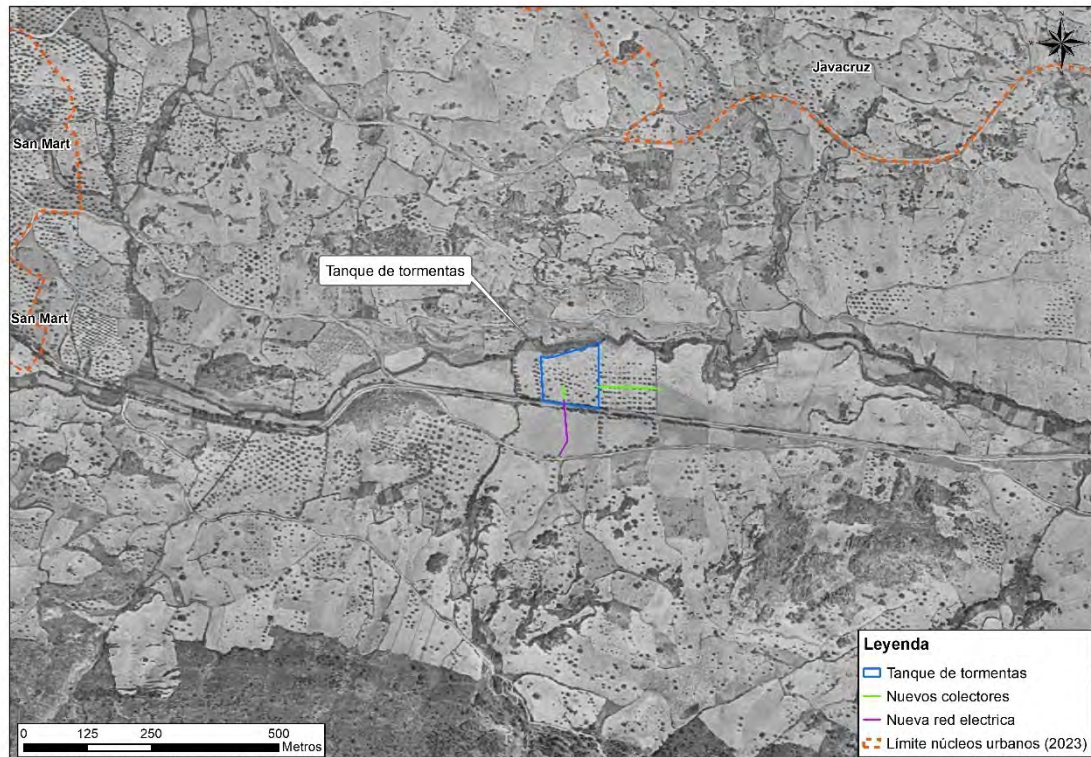 Javacruz
San Mart
Tanque de tormentas
San Mart
Leyenda
Tanque de tormentas
Nuevos colectores
Nueva red electrica
Límite núcleos urbanos (2023)
0 125 250 500
Metros